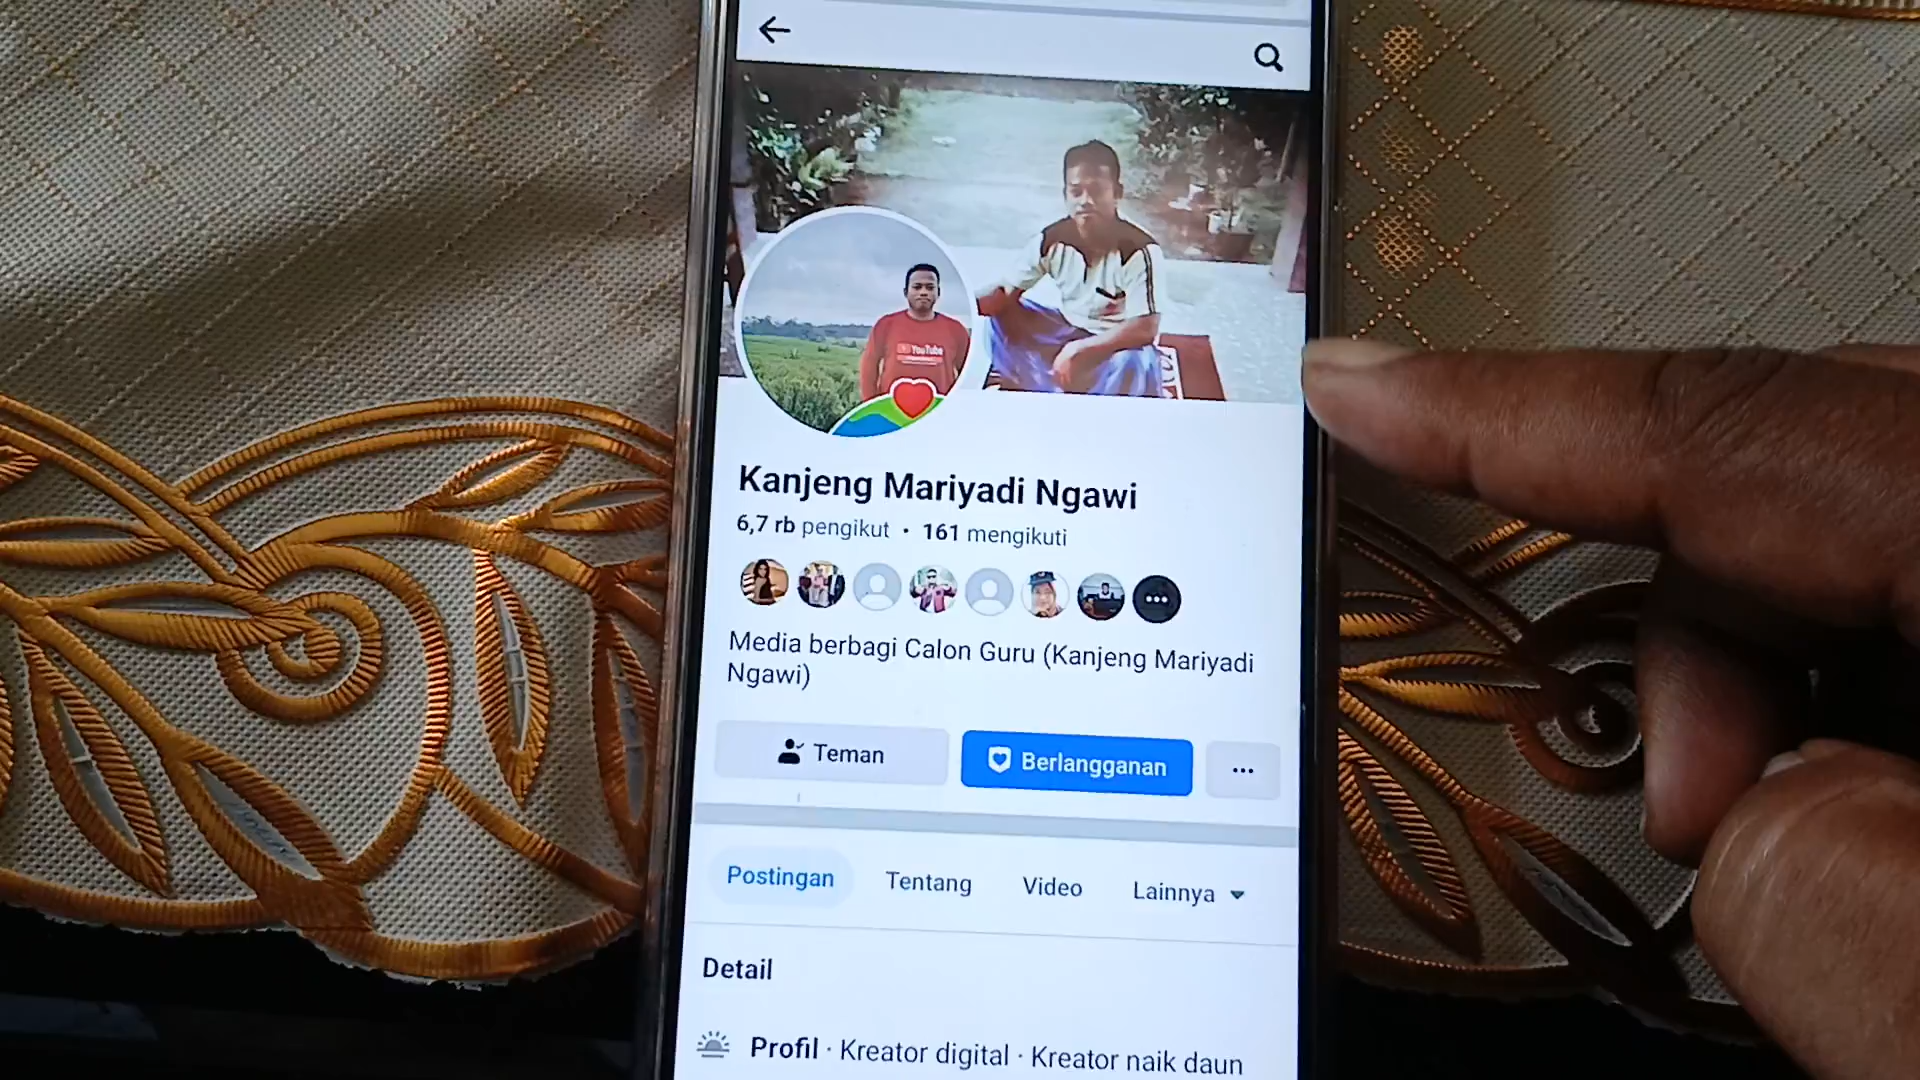 YouTube
Kanjeng Mariyadi Ngawi
6,7 rb pengikut · 161 mengikuti
Media berbagi Calon Guru (Kanjeng Mariyadi
Ngawi)
Teman
Berlangganan
Postingan
Tentang
Video
Lainnya
Detail
Profil · Kreator digital · Kreator naik daun